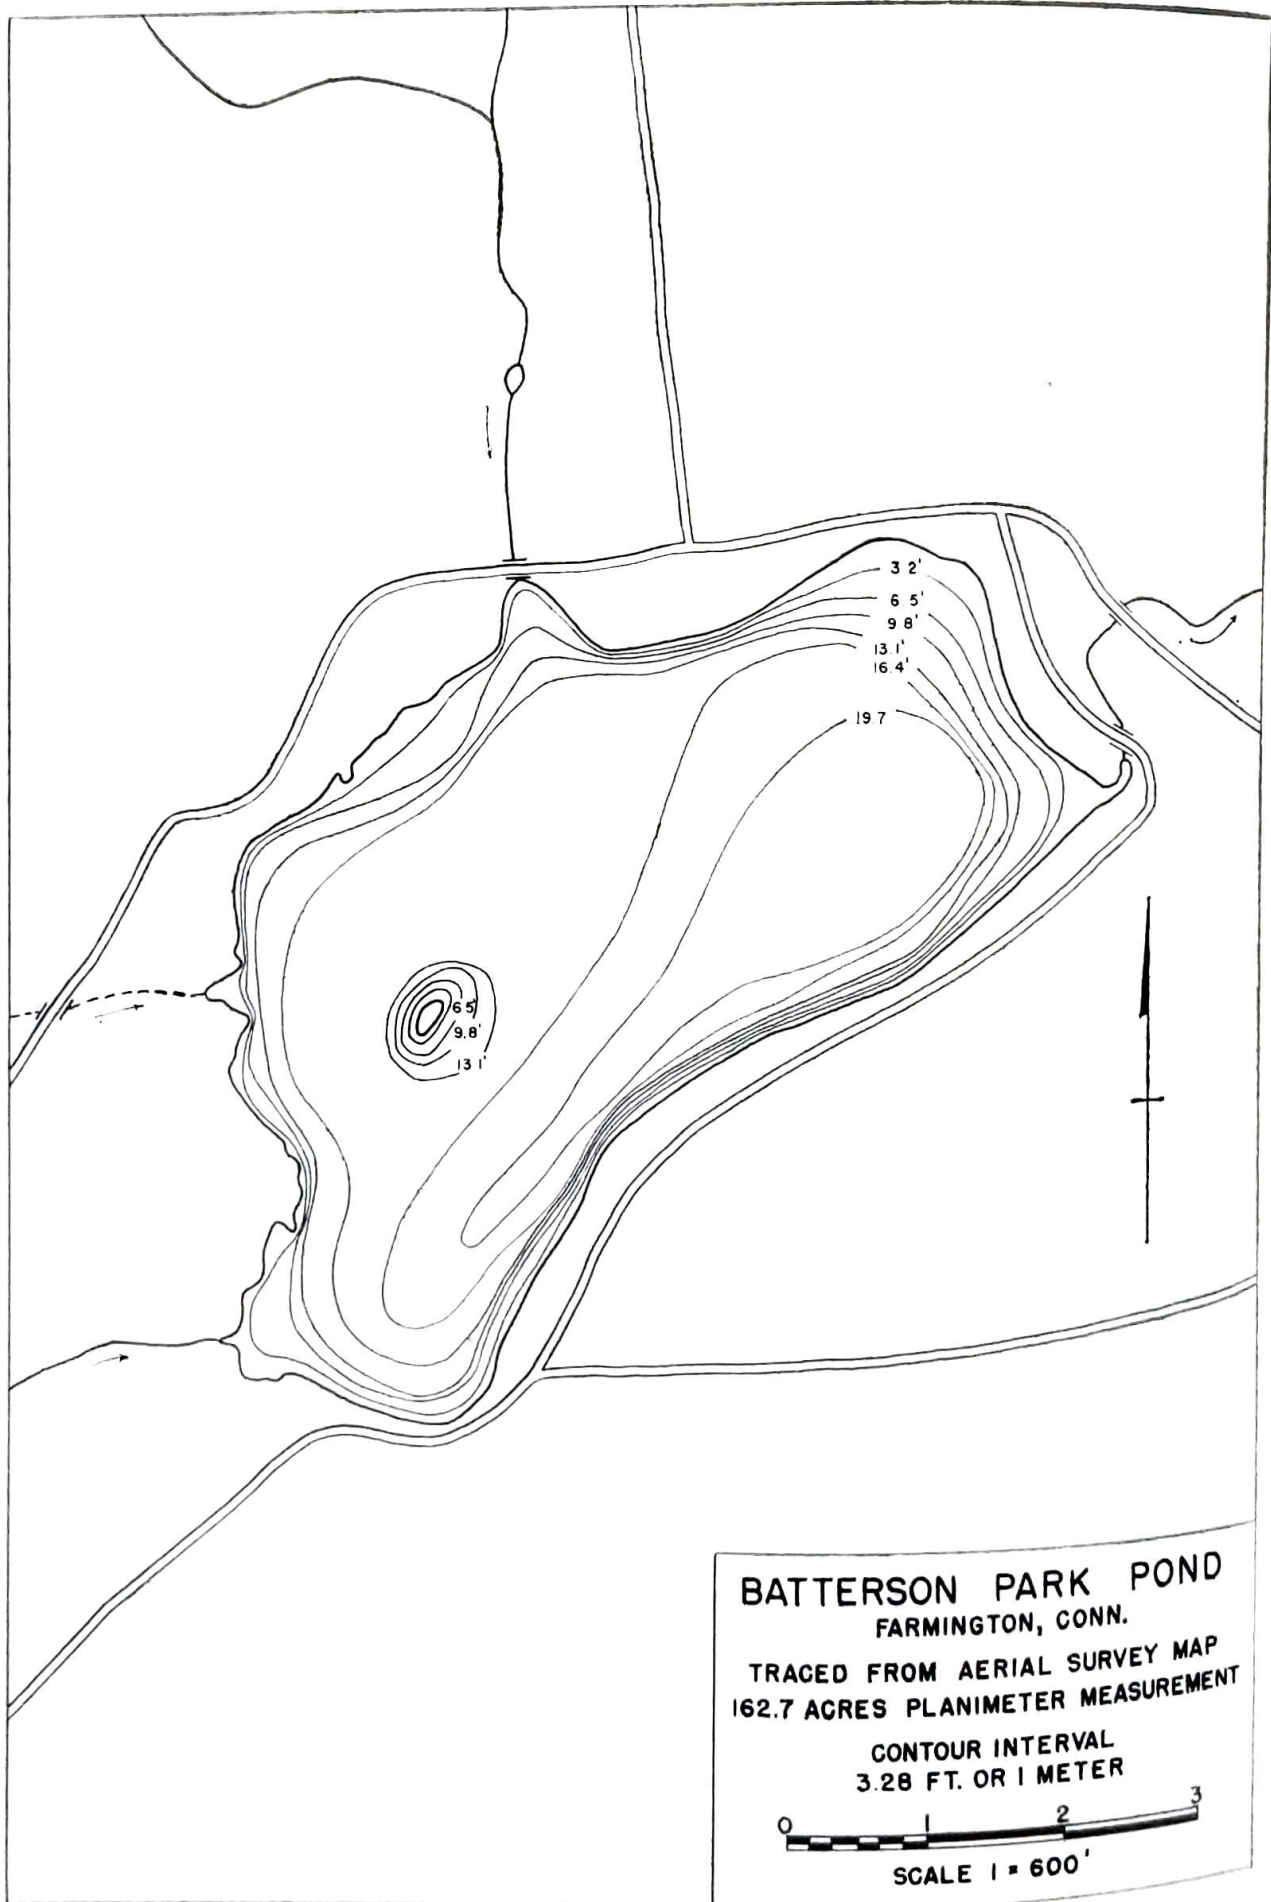 3.2'
6.5'
9.8'
13.1'
16.4'
19.7
6.5'
9.8'
13.1'
BATTERSON PARK POND
FARMINGTON, CONN.
TRACED FROM AERIAL SURVEY MAP
162.7 ACRES PLANIMETER MEASUREMENT
CONTOUR INTERVAL
3.28 FT. OR 1 METER
0 1 2 3
SCALE 1 = 600'